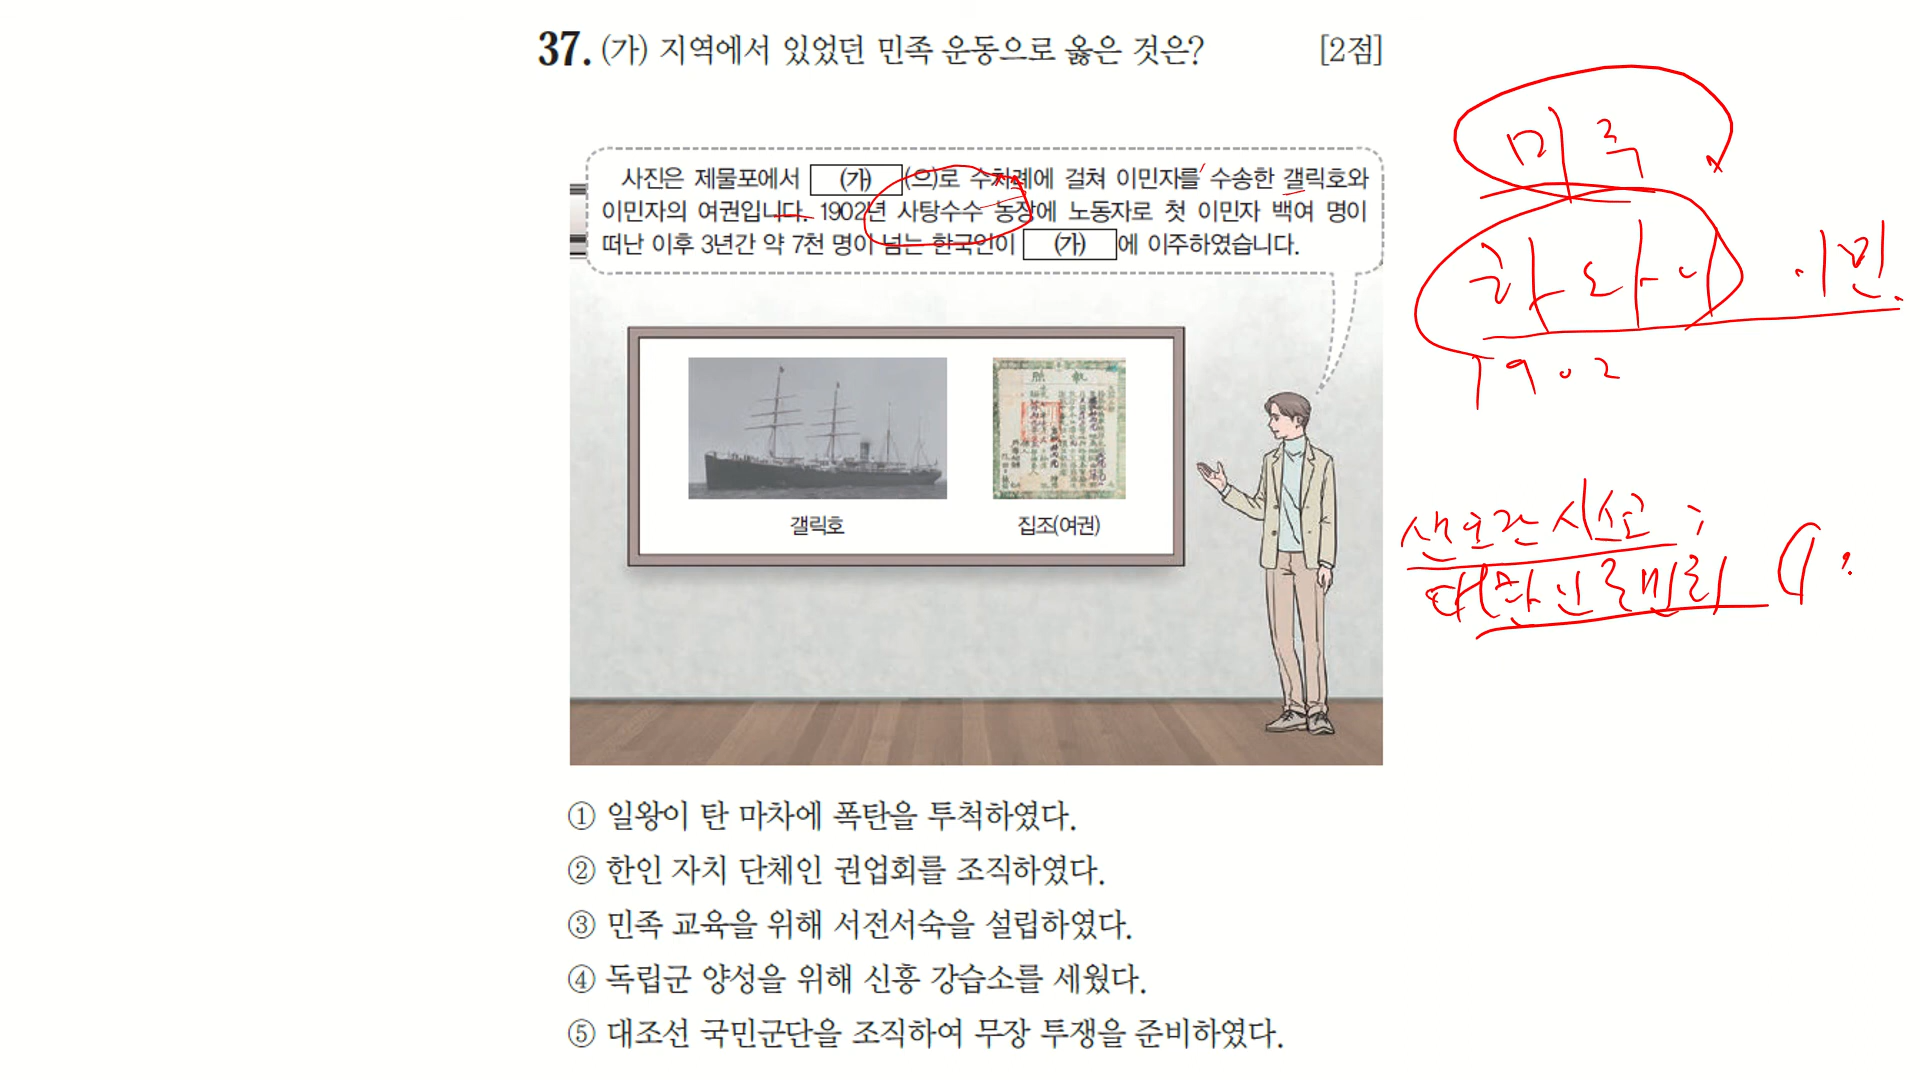 37. (가) 지역에서 있었던 민족 운동으로 옳은 것은? [2점]
사진은 제물포에서 (가) (으)로 수차례에 걸쳐 이민자를 수송한 갤릭호와
이민자의 여권입니다. 1902년 사탕수수 농장에 노동자로 첫 이민자 백여 명이
떠난 이후 3년간 약 7천 명이 넘는 한국인이 (가) 에 이주하였습니다.
미국
하와이 이민.
1902
갤릭호 집조(여권)
샌프란시스코
대한인국민회
① 일왕이 탄 마차에 폭탄을 투척하였다.
② 한인 자치 단체인 권업회를 조직하였다.
③ 민족 교육을 위해 서전서숙을 설립하였다.
④ 독립군 양성을 위해 신흥 강습소를 세웠다.
⑤ 대조선 국민군단을 조직하여 무장 투쟁을 준비하였다.